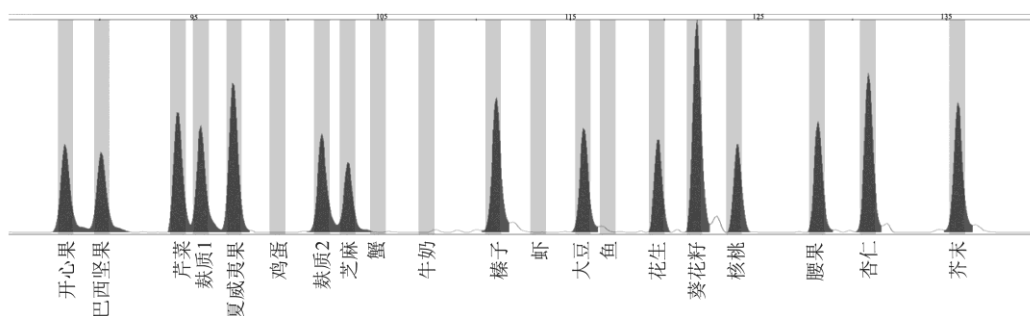 95 105 115 125 135
开心果
巴西坚果
芹菜
麸质1
夏威夷果
鸡蛋
麸质2
芝麻
蟹
牛奶
榛子
虾
大豆
鱼
花生
葵花籽
核桃
腰果
杏仁
芥末